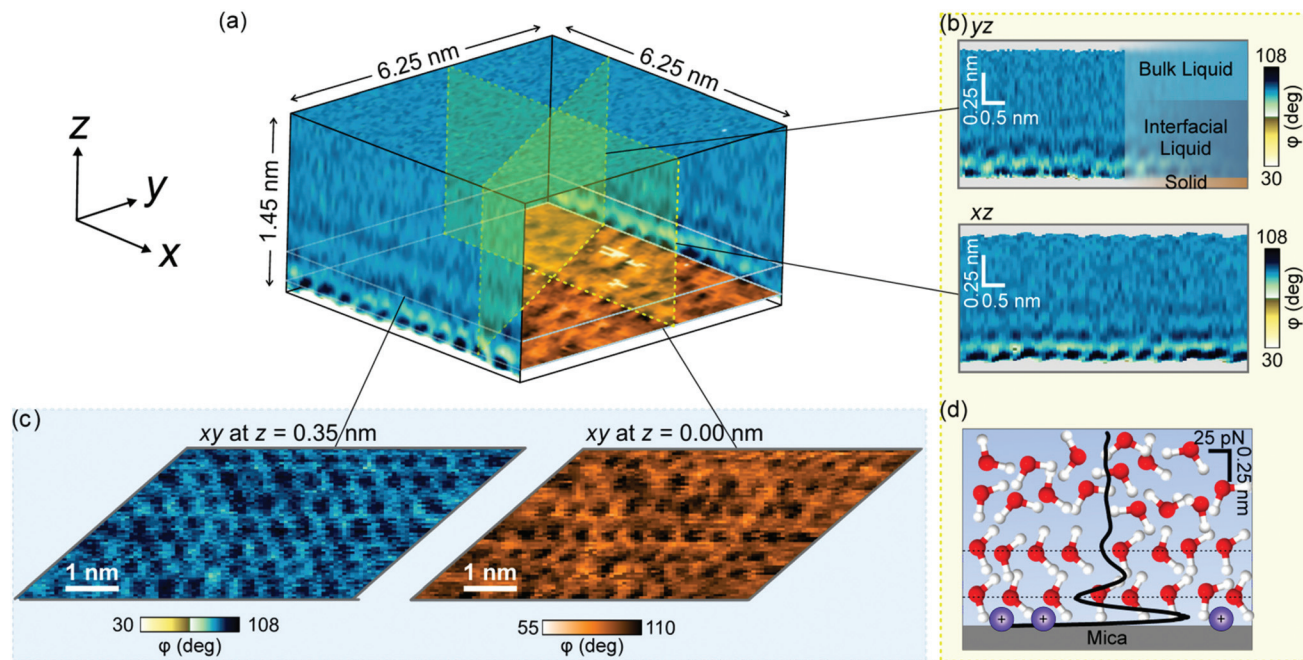 (a)
6.25 nm
6.25 nm
1.45 nm
z
y
x
(b)
yz
0.25 nm
0.5 nm
Bulk Liquid
Interfacial
Liquid
Solid
108
φ (deg)
30
xz
0.25 nm
0.5 nm
108
φ (deg)
30
(c)
xy at z = 0.35 nm
1 nm
30
108
φ (deg)
xy at z = 0.00 nm
1 nm
55
110
φ (deg)
(d)
25 pN
0.25 nm
+
+
+
Mica